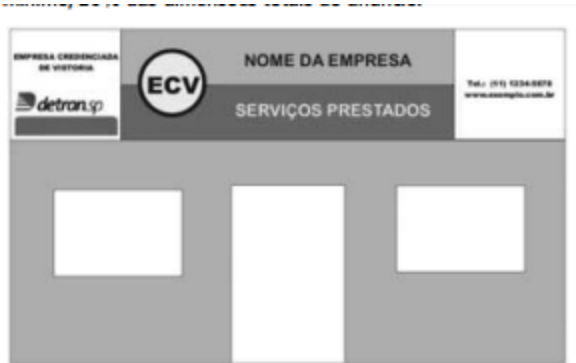 EMPRESA CREDENCIADA
DE VISTORIA
detran.sp
ECV
NOME DA EMPRESA
SERVIÇOS PRESTADOS
Tel.: (11) 1234-5678
www.exemplo.com.br